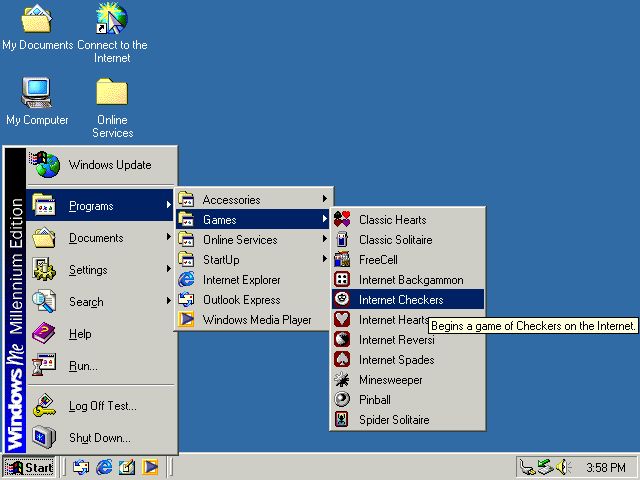 My Documents
Connect to the
Internet
My Computer
Online
Services
Windows Me Millennium Edition
Windows Update
Programs
Documents
Settings
Search
Help
Run...
Log Off Test...
Shut Down...
Accessories
Games
Online Services
StartUp
Internet Explorer
Outlook Express
Windows Media Player
Classic Hearts
Classic Solitaire
FreeCell
Internet Backgammon
Internet Checkers
Internet Hearts
Begins a game of Checkers on the Internet.
Internet Reversi
Internet Spades
Minesweeper
Pinball
Spider Solitaire
Start
3:58 PM